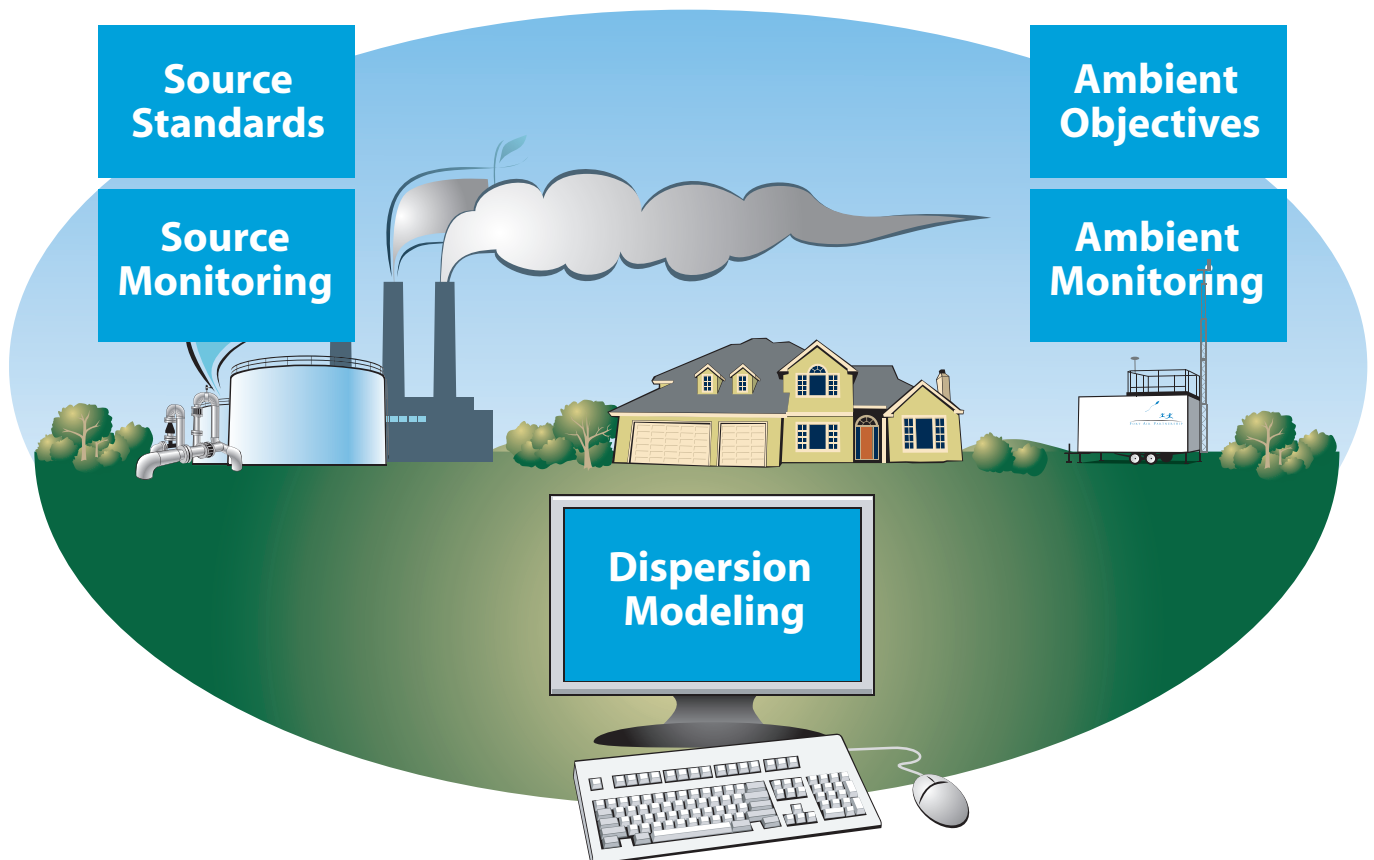 Source
Standards
Ambient
Objectives
Source
Monitoring
Ambient
Monitoring
Dispersion
Modeling